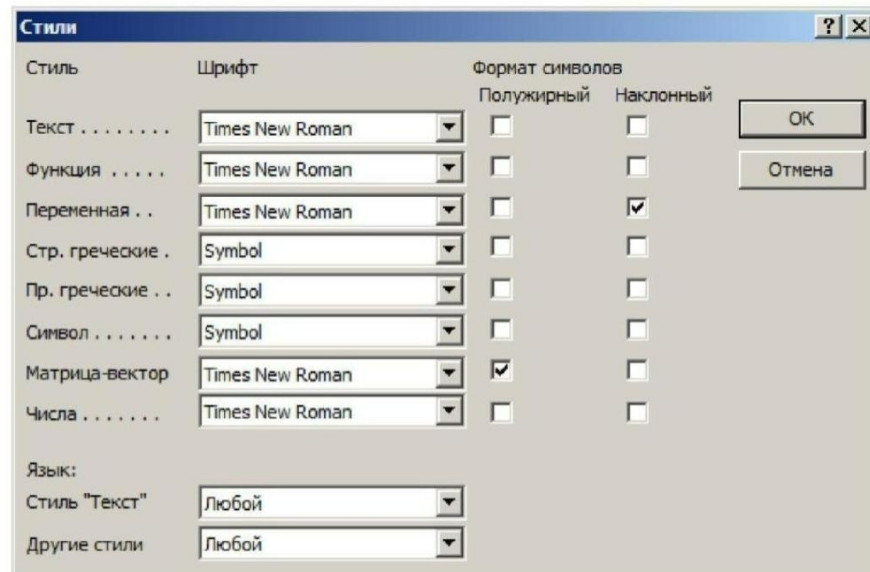 Стили
Стиль Шрифт Формат символов
Полужирный Наклонный
Текст . . . . . . . . Times New Roman OK
Функция . . . . . Times New Roman Отмена
Переменная . . Times New Roman
Стр. греческие . Symbol
Пр. греческие . . Symbol
Символ . . . . . . . Symbol
Матрица-вектор Times New Roman
Числа . . . . . . . Times New Roman
Язык:
Стиль "Текст" Любой
Другие стили Любой